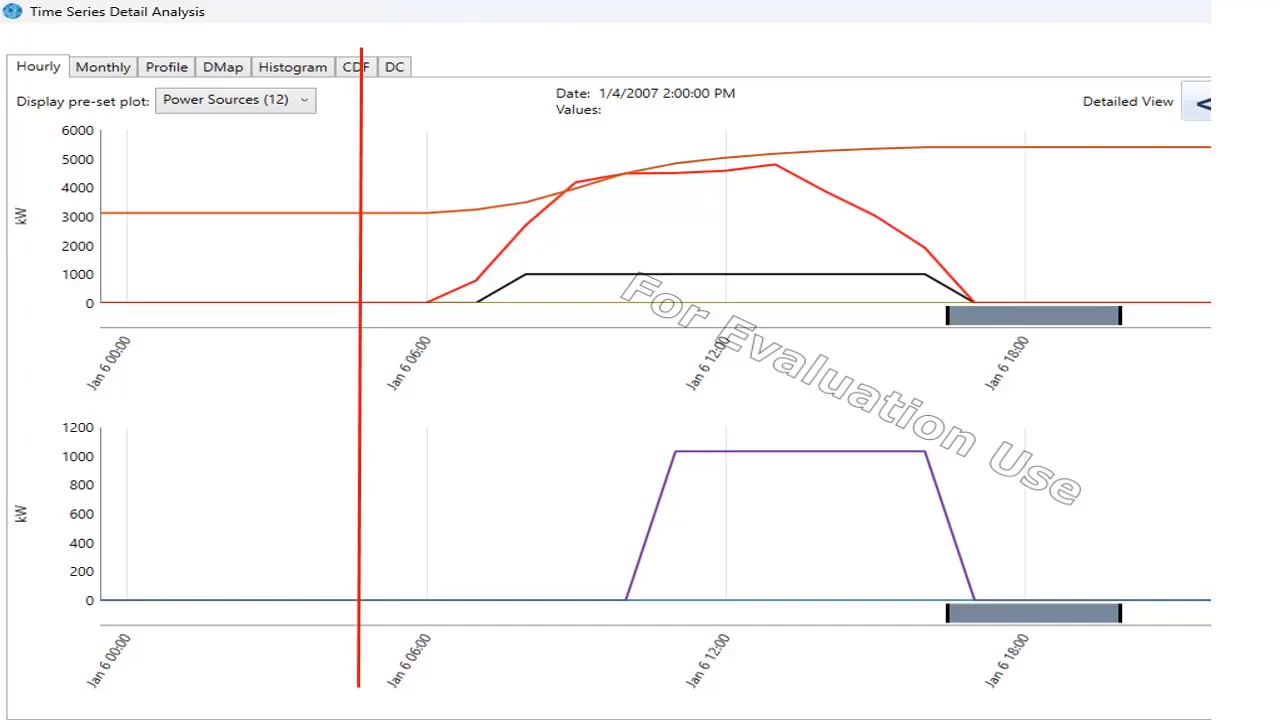 Time Series Detail Analysis
Hourly Monthly Profile DMap Histogram CDF DC
Display pre-set plot: Power Sources (12)
Date: 1/4/2007 2:00:00 PM
Values:
Detailed View <
6000
5000
4000
3000
2000
1000
0
kW
Jan 6 00:00
Jan 6 06:00
Jan 6 12:00
Jan 6 18:00
For Evaluation Use
1200
1000
800
600
400
200
0
kW
Jan 6 00:00
Jan 6 06:00
Jan 6 12:00
Jan 6 18:00